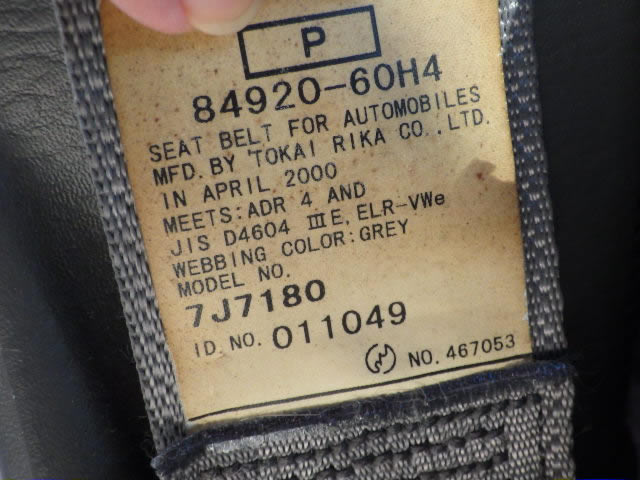 P
84920-60H4
SEAT BELT FOR AUTOMOBILES
MFD. BY TOKAI RIKA CO.,LTD.
IN APRIL 2000
MEETS:ADR 4 AND
JIS D4604 ⅢE, ELR-VWe
WEBBING COLOR:GREY
MODEL NO.
7J7180
ID.NO. 011049
NO. 467053